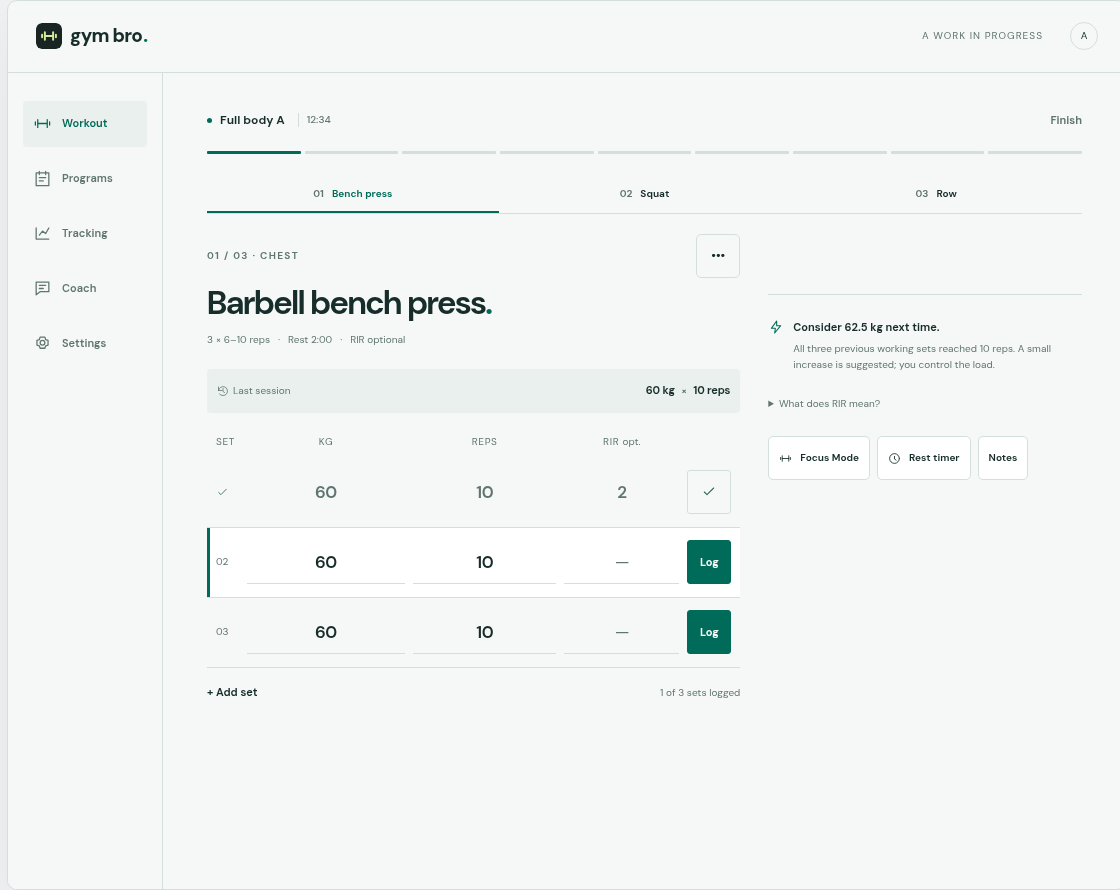 gym bro.
A WORK IN PROGRESS
A
Workout
Programs
Tracking
Coach
Settings
Full body A 12:34
Finish
01 Bench press
02 Squat
03 Row
01 / 03 · CHEST
•••
Barbell bench press.
3 × 6–10 reps · Rest 2:00 · RIR optional
Last session 60 kg × 10 reps
SET KG REPS RIR opt.
60 10 2
02 60 10 — Log
03 60 10 — Log
+ Add set
1 of 3 sets logged
Consider 62.5 kg next time.
All three previous working sets reached 10 reps. A small
increase is suggested; you control the load.
What does RIR mean?
Focus Mode
Rest timer
Notes